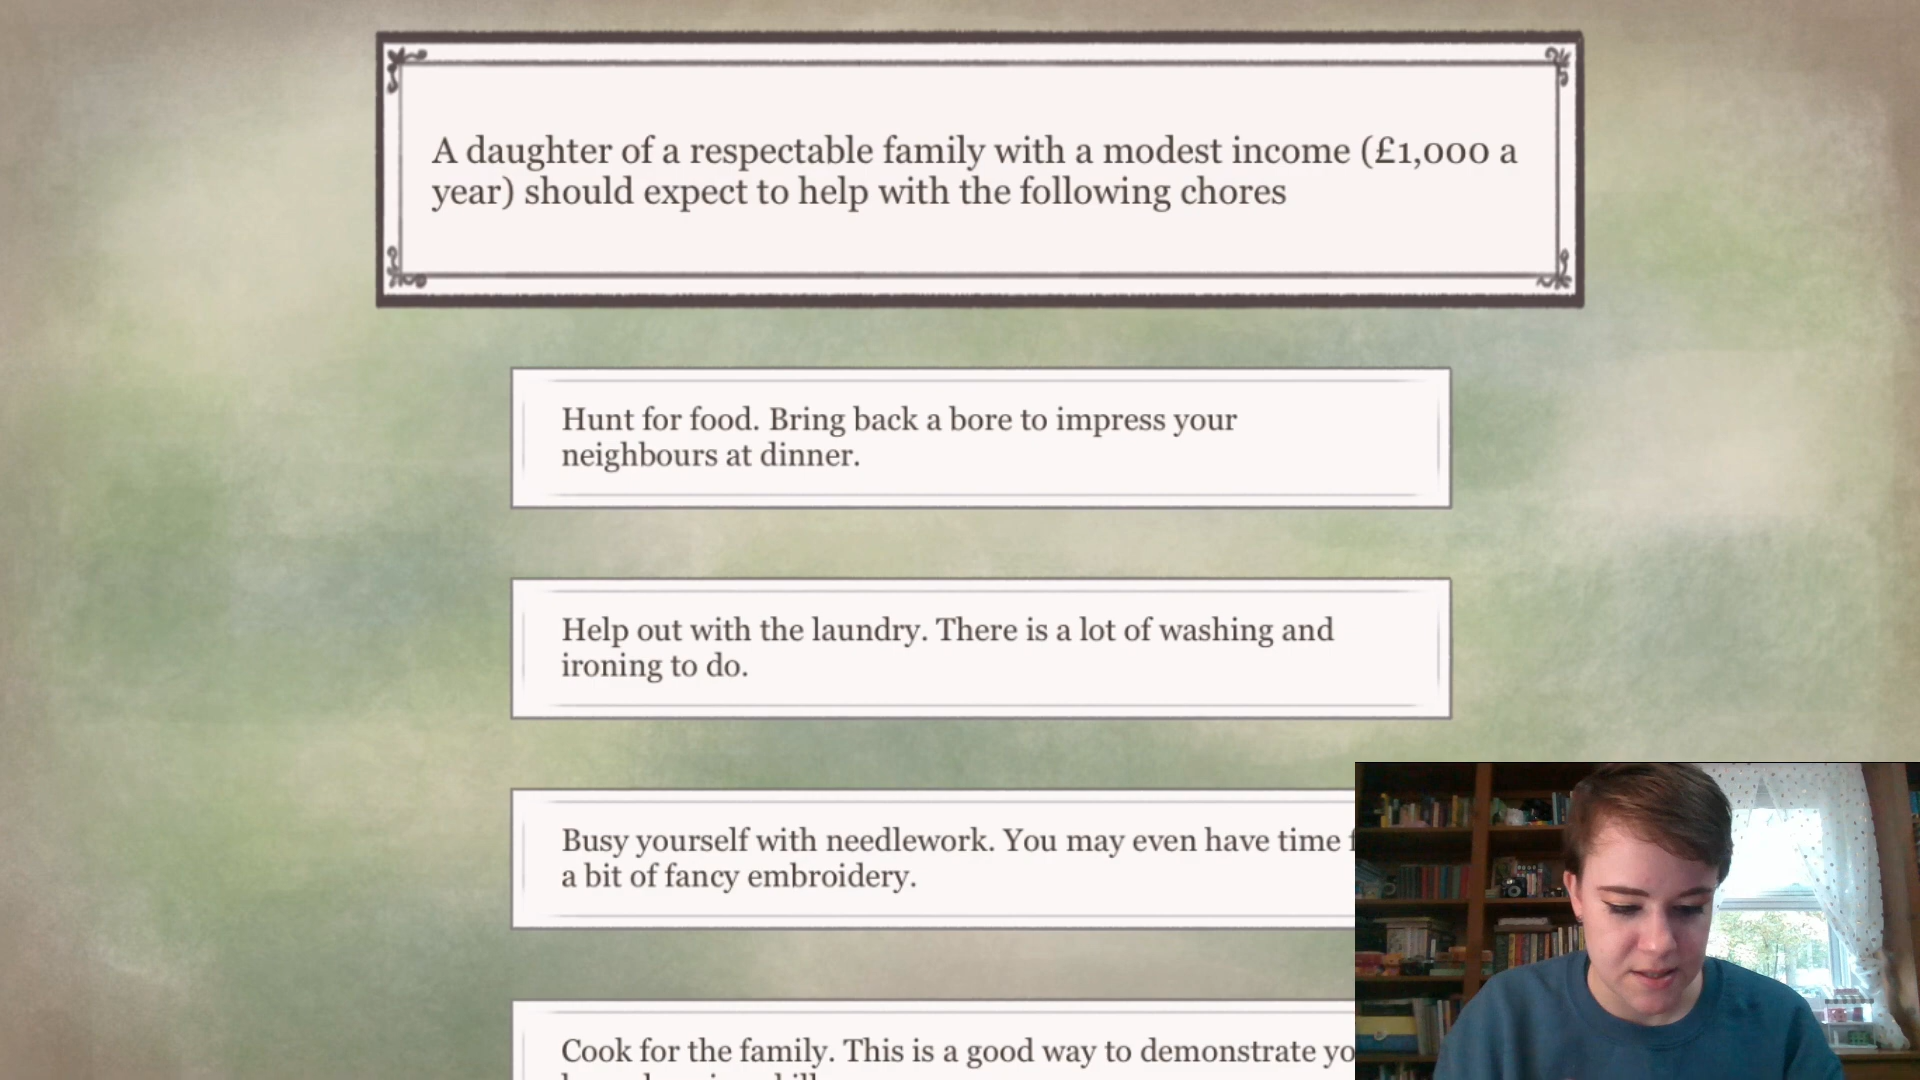 A daughter of a respectable family with a modest income (£1,000 a
year) should expect to help with the following chores
Hunt for food. Bring back a bore to impress your
neighbours at dinner.
Help out with the laundry. There is a lot of washing and
ironing to do.
Busy yourself with needlework. You may even have time
a bit of fancy embroidery.
Cook for the family. This is a good way to demonstrate